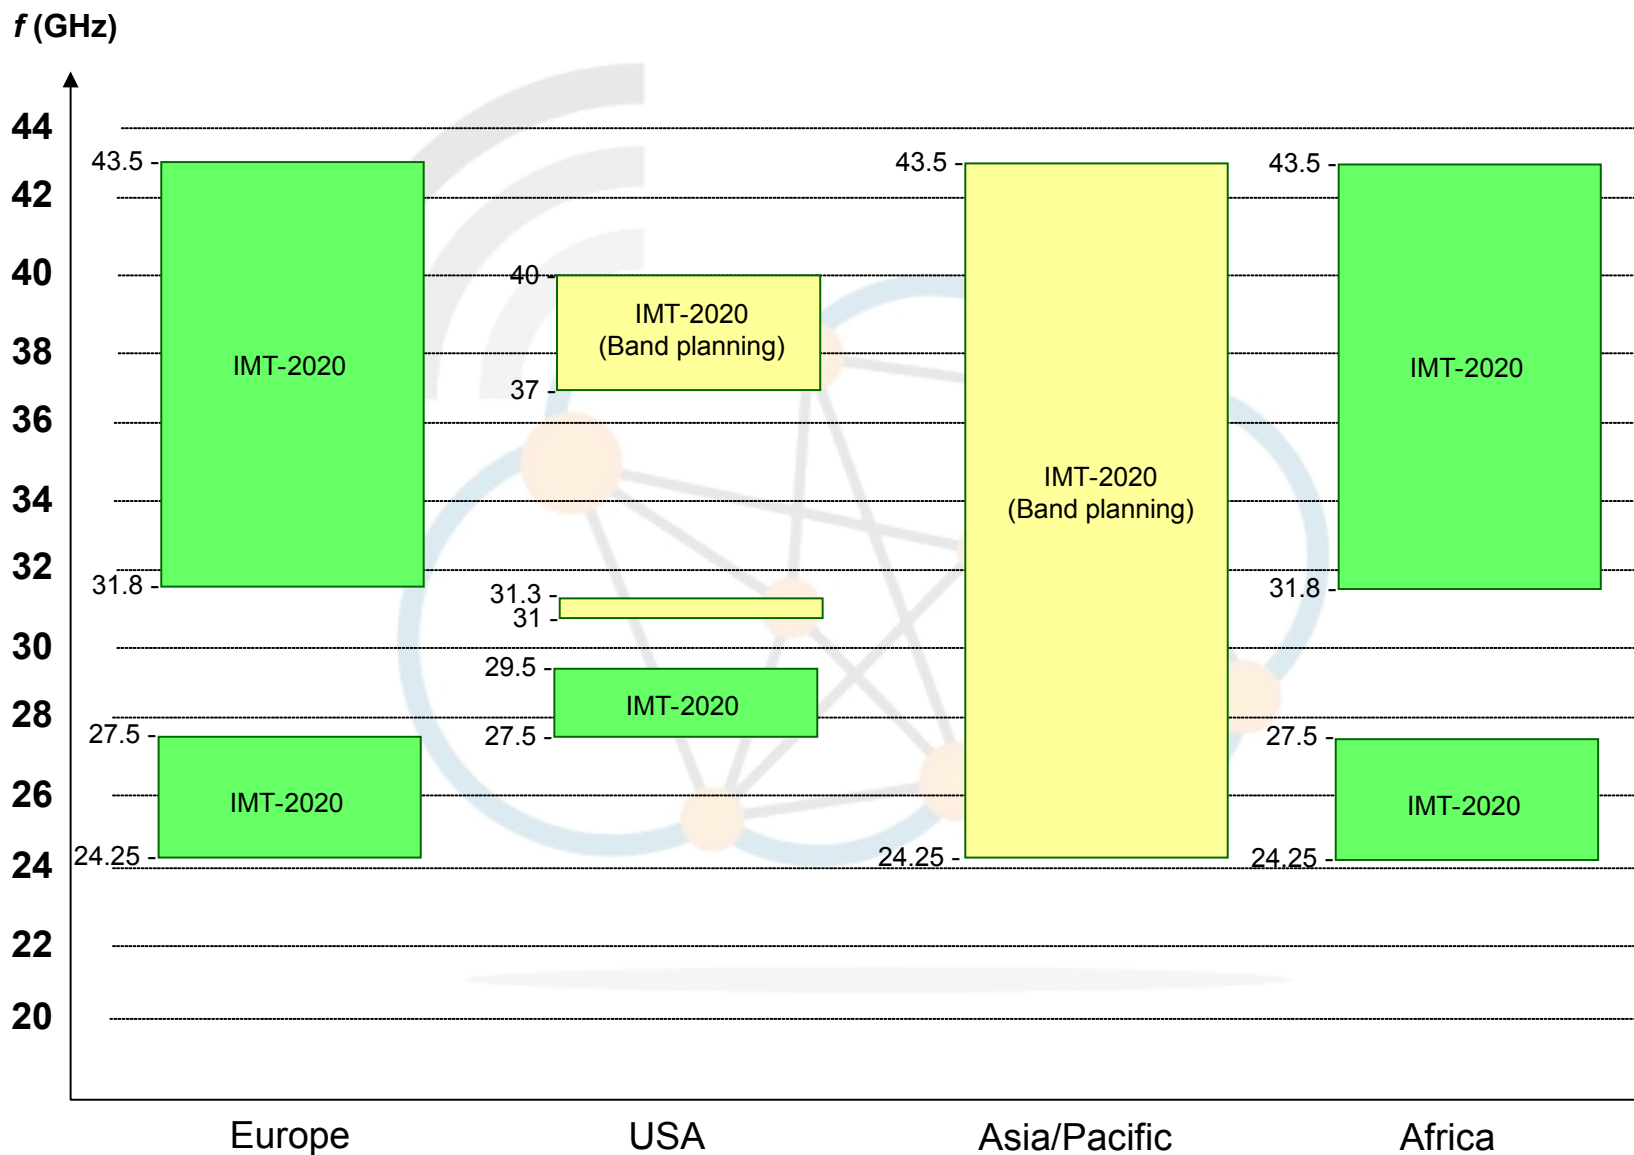 f (GHz)
44
43.5 -
43.5 -
43.5 -
42
40
40 -
IMT-2020
(Band planning)
38
IMT-2020
IMT-2020
37 -
36
IMT-2020
(Band planning)
34
32
31.8 -
31.3 -
31.8 -
31 -
30
29.5 -
IMT-2020
28
27.5 -
27.5 -
27.5 -
26
IMT-2020
IMT-2020
24.25 -
24.25 -
24.25 -
24
22
20
Europe
USA
Asia/Pacific
Africa